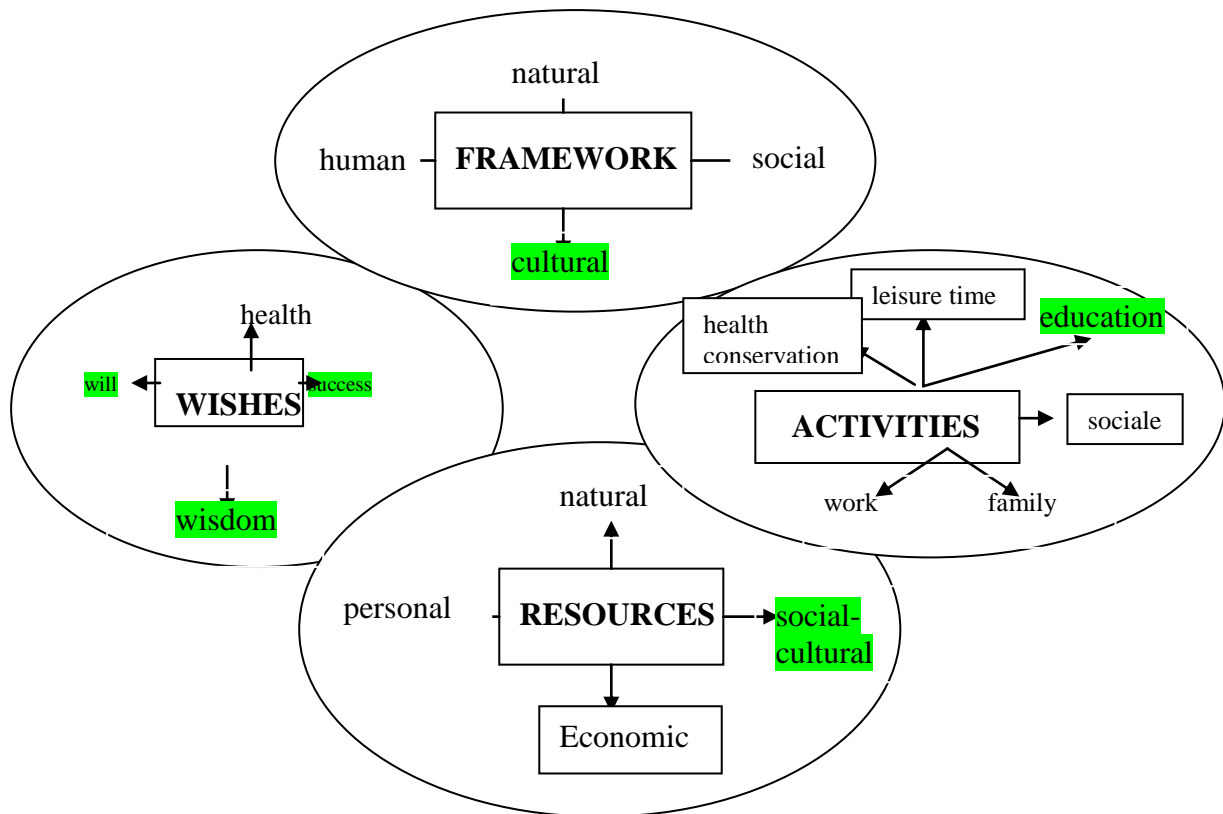 natural
human
FRAMEWORK
social
cultural
health
will
success
WISHES
wisdom
leisure time
health
conservation
education
ACTIVITIES
sociale
work
family
natural
personal
RESOURCES
social-
cultural
Economic